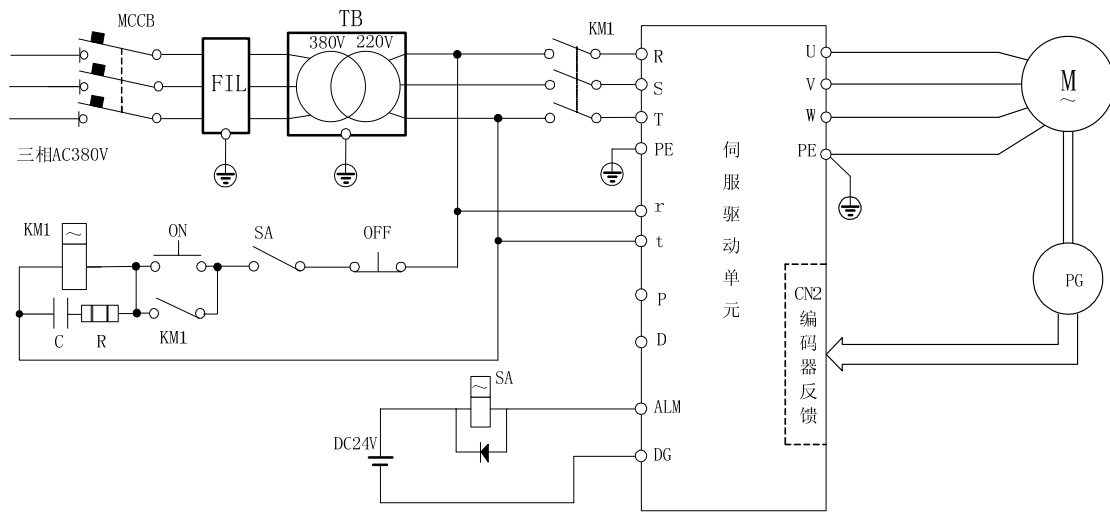 MCCB
TB
KM1
380V 220V
FIL
R
S
T
PE
r
t
P
D
ALM
DG
U
V
W
PE
M
~
三相AC380V
伺服驱动单元
KM1
~
ON
SA
OFF
C
R
KM1
CN2
编码器反馈
PG
SA
~
DC24V